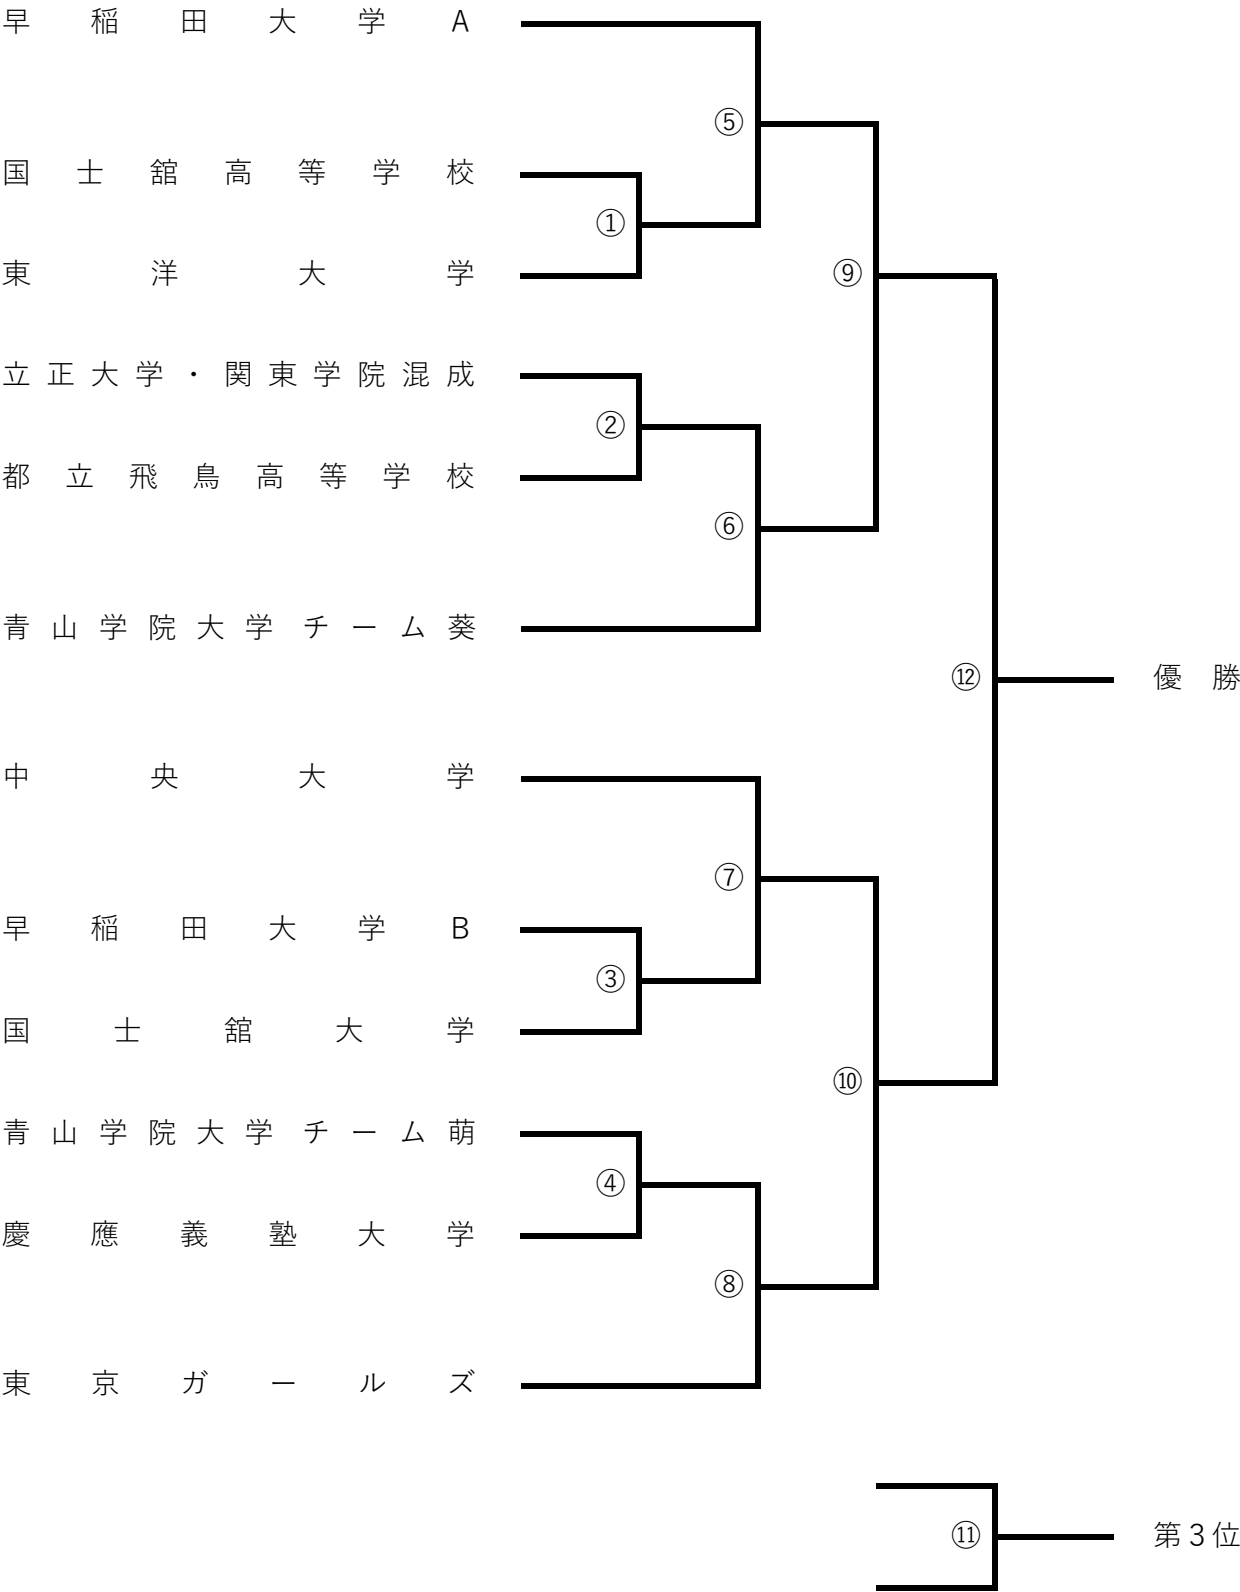 早稲田大学A
⑤
国士舘高等学校
①
東洋大学
⑨
立正大学・関東学院混成
②
都立飛鳥高等学校
⑥
青山学院大学チーム葵
⑫ 優勝
中央大学
⑦
早稲田大学B
③
国士舘大学
⑩
青山学院大学チーム萌
④
慶應義塾大学
⑧
東京ガールズ
⑪ 第3位